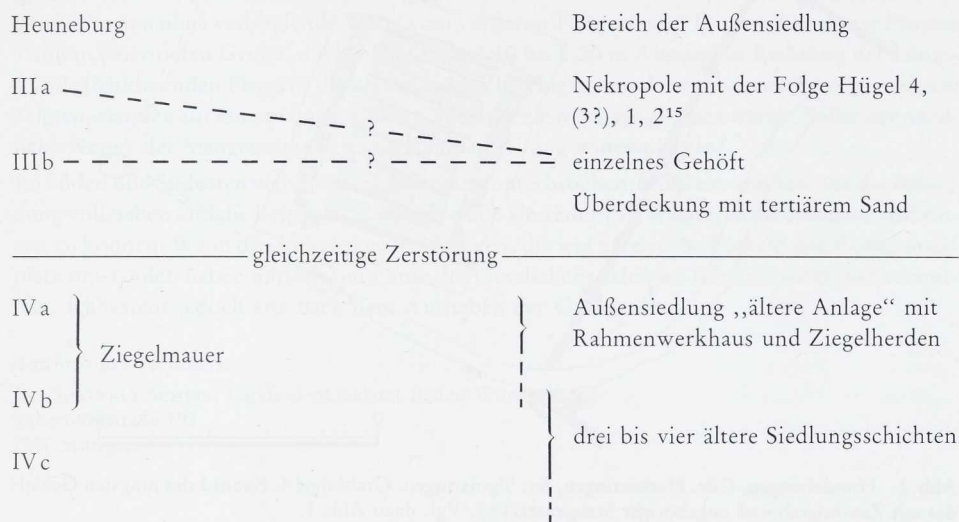 Heuneburg Bereich der Außensiedlung
IIIa Nekropole mit der Folge Hügel 4,
? (3?), 1, 2¹⁵
IIIb ? einzelnes Gehöft
Überdeckung mit tertiärem Sand
gleichzeitige Zerstörung
IVa Außensiedlung ,,ältere Anlage“ mit
Ziegelmauer Rahmenwerkhaus und Ziegelherden
IVb
drei bis vier ältere Siedlungsschichten
IVc